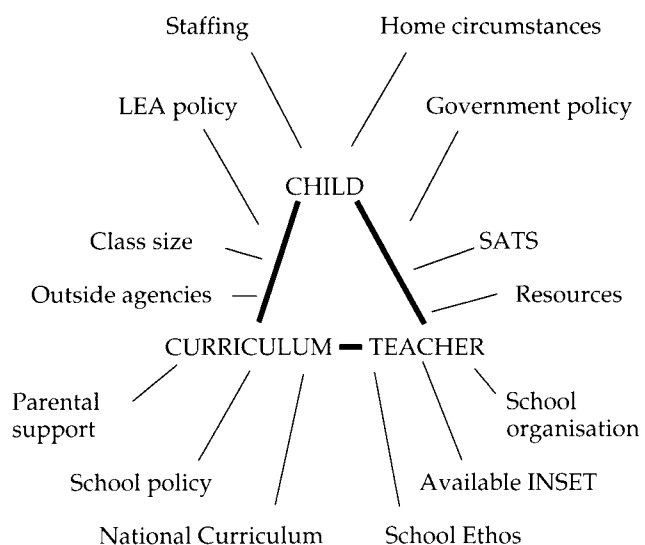 Staffing
Home circumstances
LEA policy
Government policy
CHILD
Class size
SATS
Outside agencies
Resources
CURRICULUM
TEACHER
Parental
support
School
organisation
School policy
Available INSET
National Curriculum
School Ethos